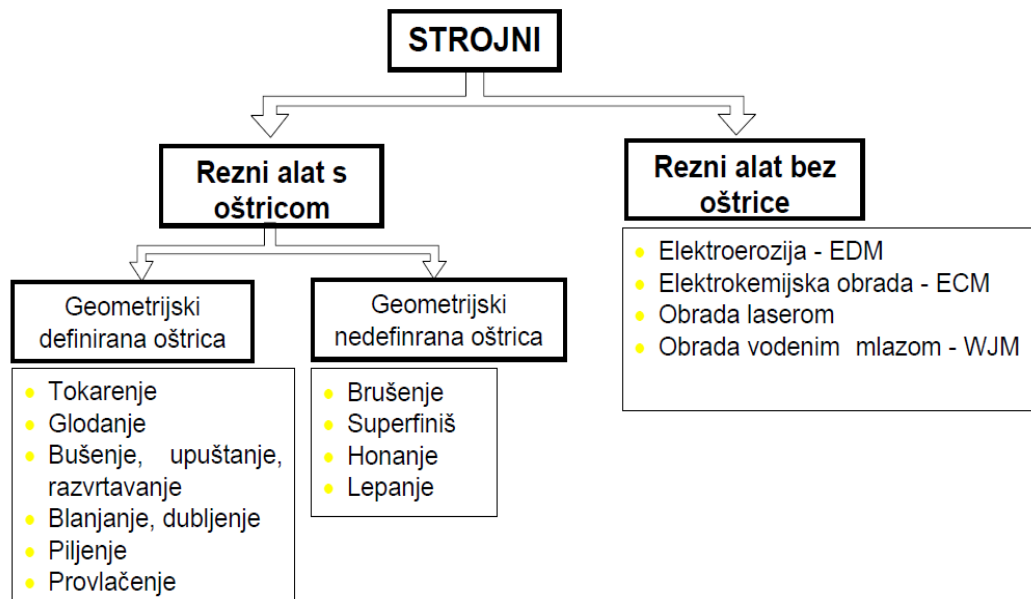 STROJNI
Rezni alat s
oštricom
Rezni alat bez
oštrice
Geometrijski
definirana oštrica
Geometrijski
nedefinrana oštrica
Tokarenje
Glodanje
Bušenje, upuštanje,
razvrtavanje
Blanjanje, dubljenje
Piljenje
Provlačenje
Brušenje
Superfiniš
Honanje
Lepanje
Elektroerozija - EDM
Elektrokemijska obrada - ECM
Obrada laserom
Obrada vodenim mlazom - WJM